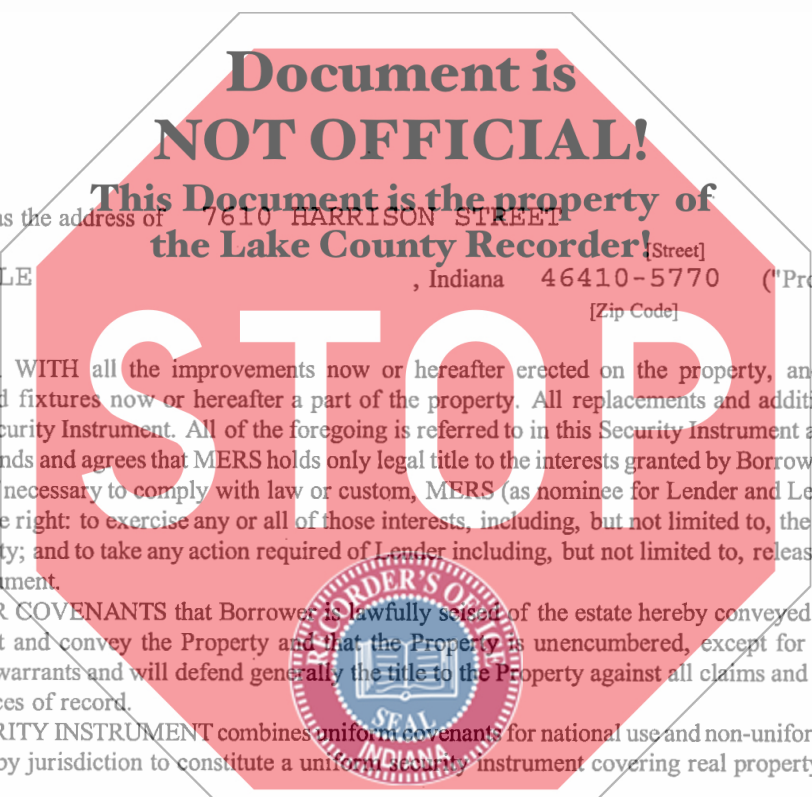 Document is
NOT OFFICIAL!
This Document is the property of
the Lake County Recorder!
as the address of 7610 HARRISON STREET
[Street]
LE , Indiana 46410-5770 ("Pro
[Zip Code]
STOP
WITH all the improvements now or hereafter erected on the property, an
d fixtures now or hereafter a part of the property. All replacements and additi
curity Instrument. All of the foregoing is referred to in this Security Instrument a
nds and agrees that MERS holds only legal title to the interests granted by Borrow
necessary to comply with law or custom, MERS (as nominee for Lender and Le
e right: to exercise any or all of those interests, including, but not limited to, the
ty; and to take any action required of Lender including, but not limited to, releas
ument.
R COVENANTS that Borrower is lawfully seised of the estate hereby conveyed
t and convey the Property and that the Property is unencumbered, except for
warrants and will defend generally the title to the Property against all claims and
ces of record.
RITY INSTRUMENT combines uniform covenants for national use and non-unifor
by jurisdiction to constitute a uniform security instrument covering real property
RECORDER'S OFFICE
SEAL
INDIANA